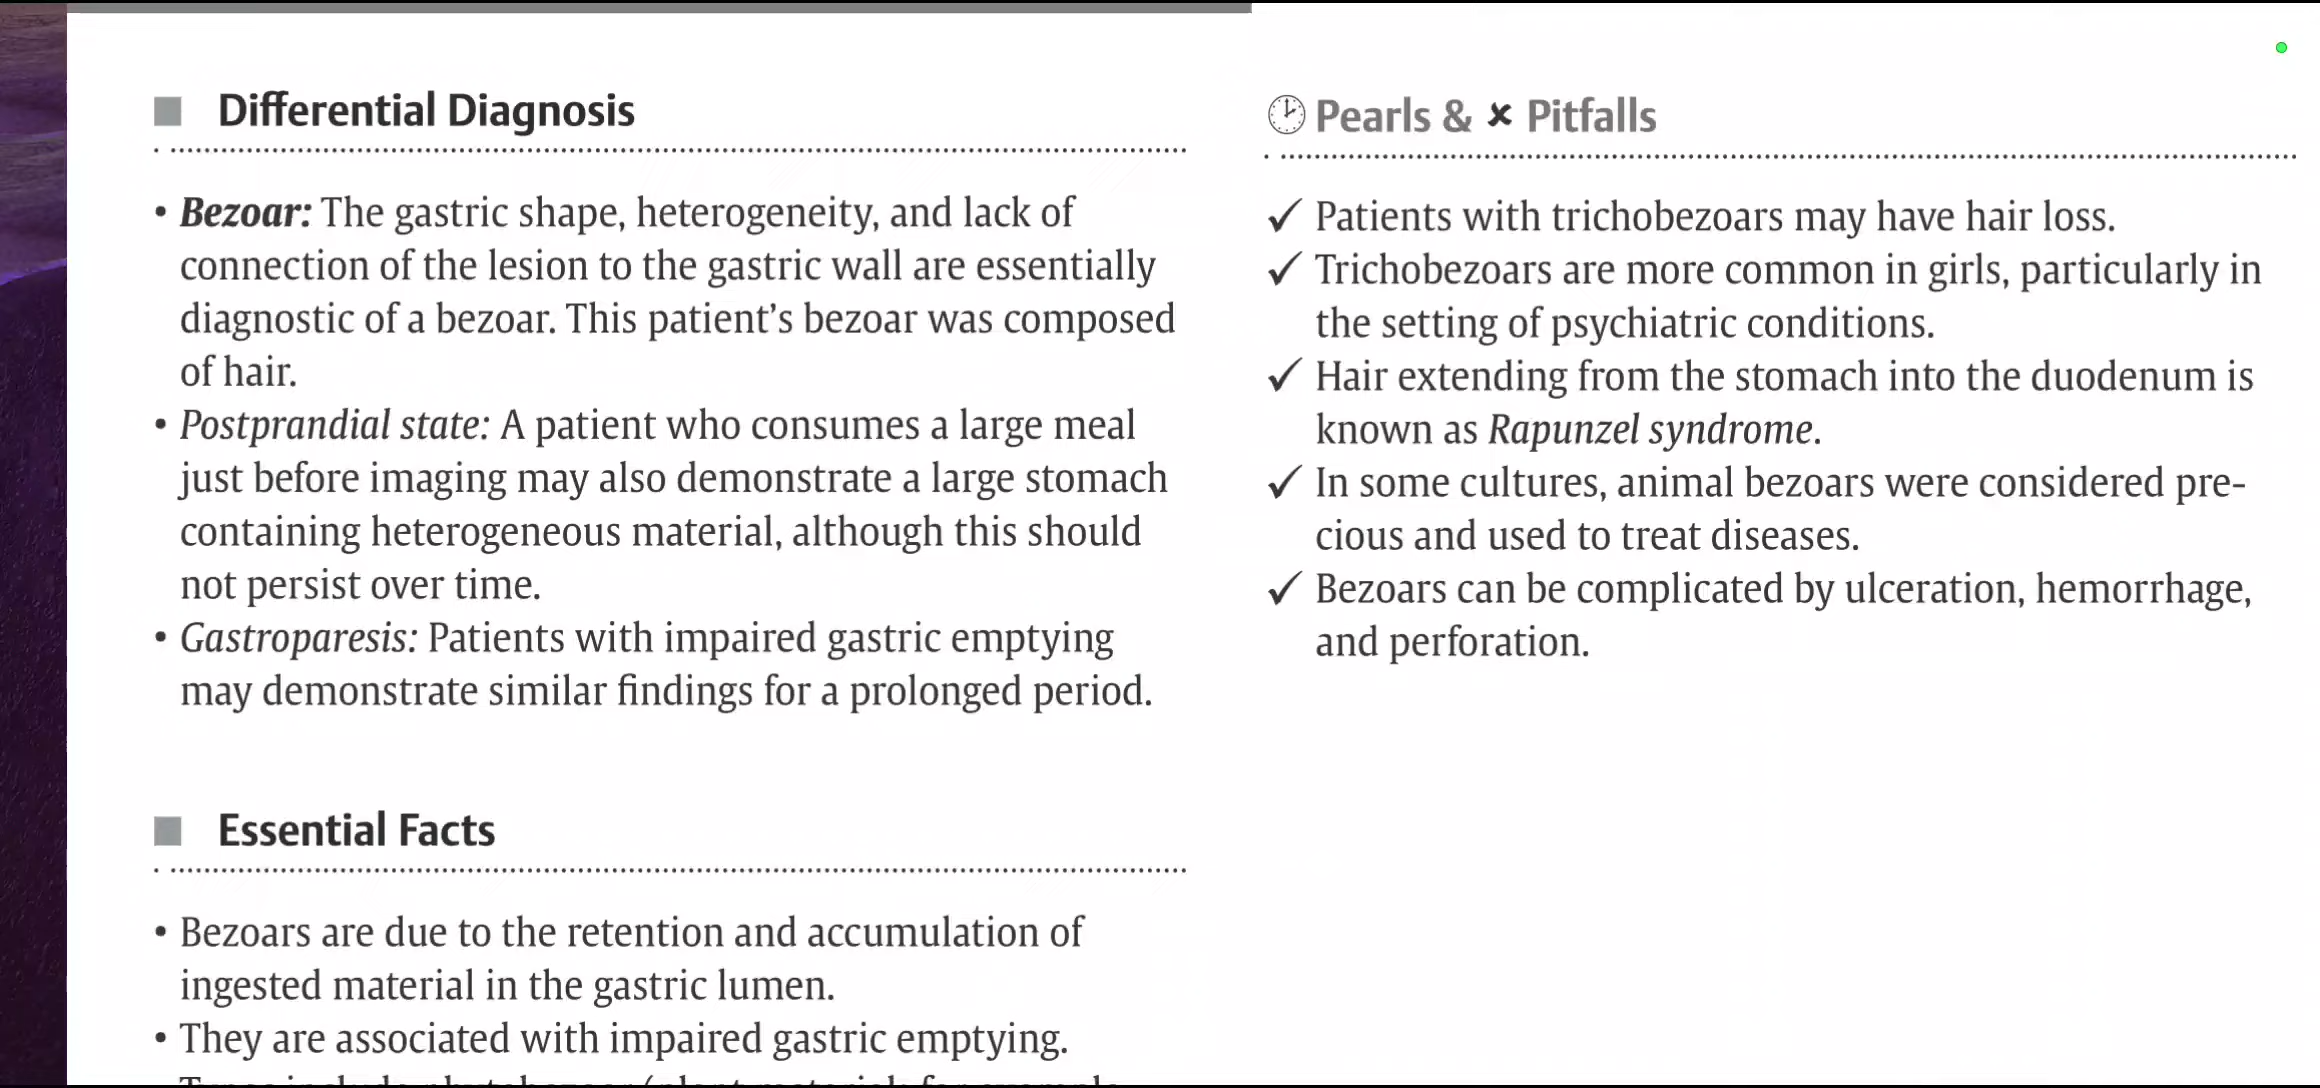 Differential Diagnosis
• Bezoar: The gastric shape, heterogeneity, and lack of
connection of the lesion to the gastric wall are essentially
diagnostic of a bezoar. This patient's bezoar was composed
of hair.
• Postprandial state: A patient who consumes a large meal
just before imaging may also demonstrate a large stomach
containing heterogeneous material, although this should
not persist over time.
• Gastroparesis: Patients with impaired gastric emptying
may demonstrate similar findings for a prolonged period.
Essential Facts
• Bezoars are due to the retention and accumulation of
ingested material in the gastric lumen.
• They are associated with impaired gastric emptying.
Pearls & ✘ Pitfalls
✓ Patients with trichobezoars may have hair loss.
✓ Trichobezoars are more common in girls, particularly in
the setting of psychiatric conditions.
✓ Hair extending from the stomach into the duodenum is
known as Rapunzel syndrome.
✓ In some cultures, animal bezoars were considered pre-
cious and used to treat diseases.
✓ Bezoars can be complicated by ulceration, hemorrhage,
and perforation.